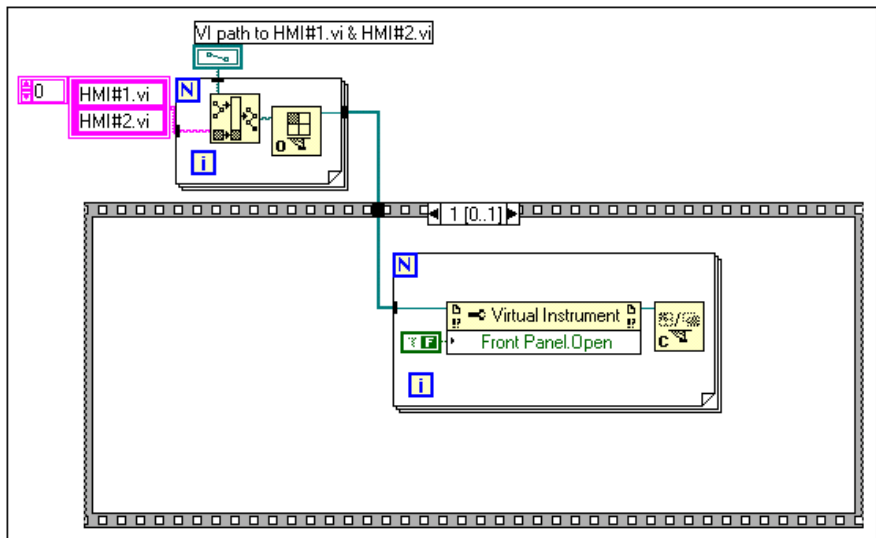 VI path to HMI#1.vi & HMI#2.vi
0
HMI#1.vi
HMI#2.vi
N
O
i
1 [0..1]
N
Virtual Instrument
F
Front Panel.Open
C
i